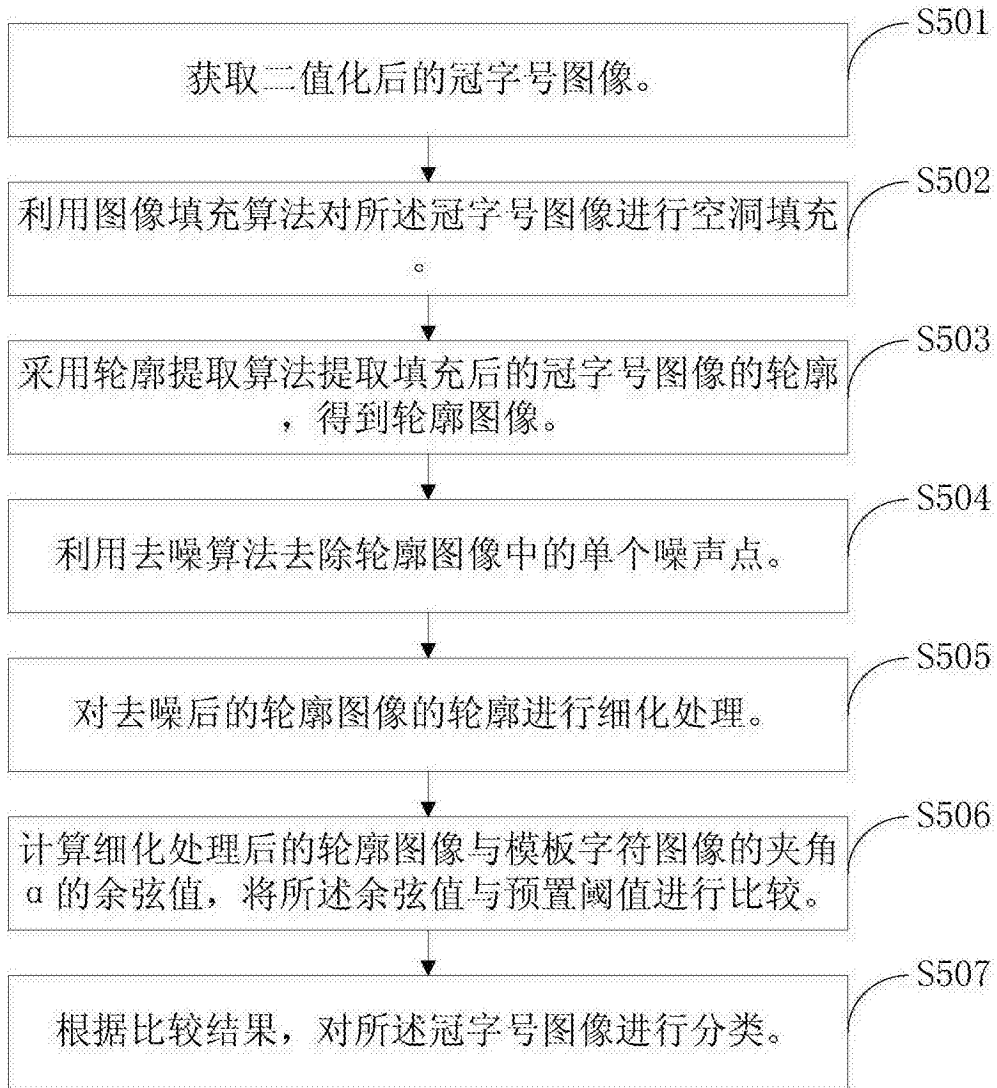 S501
获取二值化后的冠字号图像。
S502
利用图像填充算法对所述冠字号图像进行空洞填充
。
S503
采用轮廓提取算法提取填充后的冠字号图像的轮廓
，得到轮廓图像。
S504
利用去噪算法去除轮廓图像中的单个噪声点。
S505
对去噪后的轮廓图像的轮廓进行细化处理。
S506
计算细化处理后的轮廓图像与模板字符图像的夹角
α的余弦值，将所述余弦值与预置阈值进行比较。
S507
根据比较结果，对所述冠字号图像进行分类。